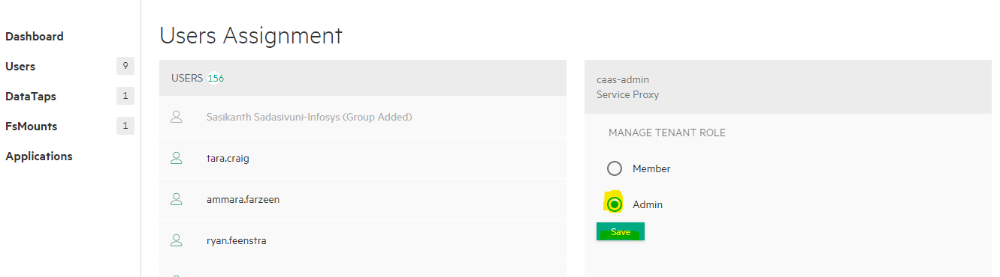 Dashboard
Users 9
DataTaps 1
FsMounts 1
Applications
Users Assignment
USERS 156
Sasikanth Sadasivuni-Infosys (Group Added)
tara.craig
ammara.farzeen
ryan.feenstra
caas-admin
Service Proxy
MANAGE TENANT ROLE
Member
Admin
Save